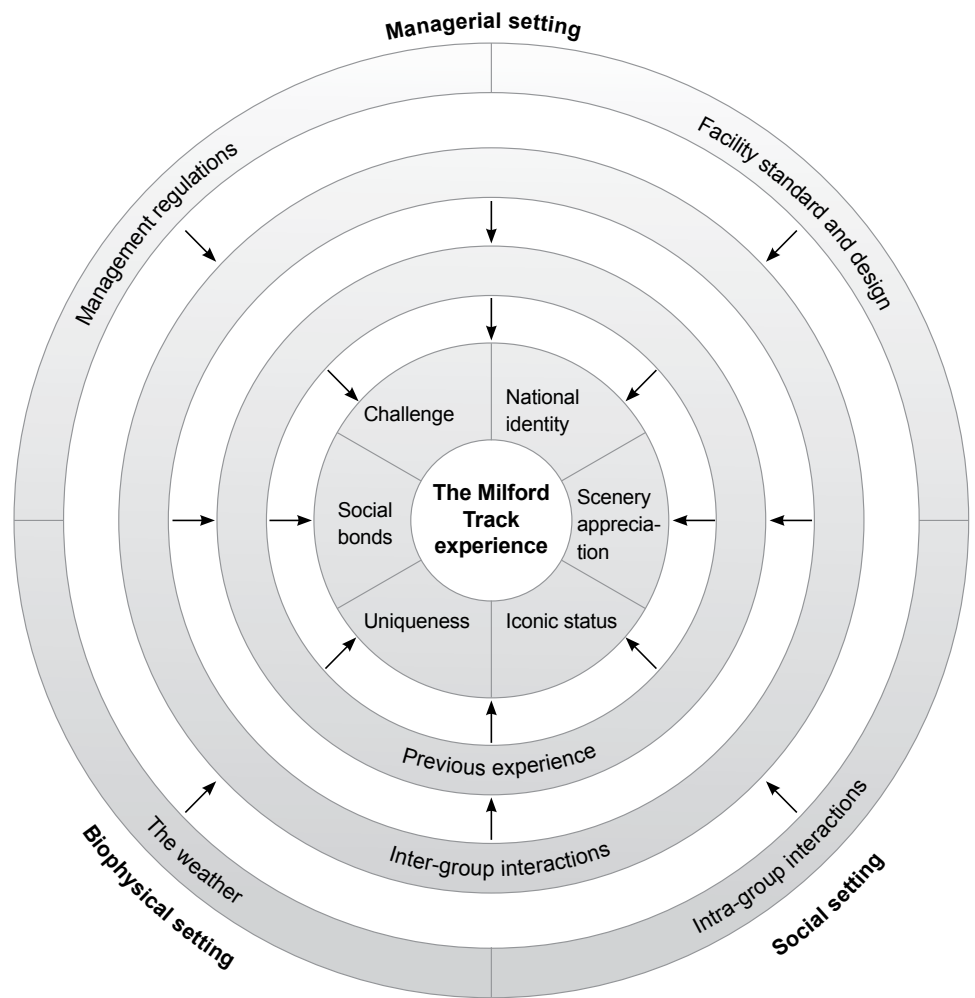 Managerial setting
Management regulations
Facility standard and design
Challenge
National
identity
Social
bonds
The Milford
Track
experience
Scenery
apprecia-
tion
Uniqueness
Iconic status
Previous experience
Inter-group interactions
The weather
Intra-group interactions
Biophysical setting
Social setting